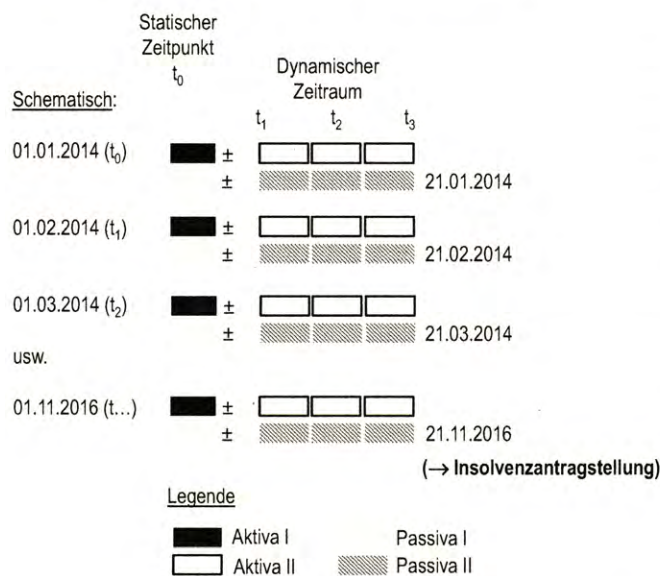 Statischer
Zeitpunkt
t₀
Dynamischer
Zeitraum
Schematisch:
t₁ t₂ t₃
01.01.2014 (t₀) ±
± 21.01.2014
01.02.2014 (t₁) ±
± 21.02.2014
01.03.2014 (t₂) ±
± 21.03.2014
usw.
01.11.2016 (t...) ±
± 21.11.2016
(→ Insolvenzantragstellung)
Legende
Aktiva I Passiva I
Aktiva II Passiva II